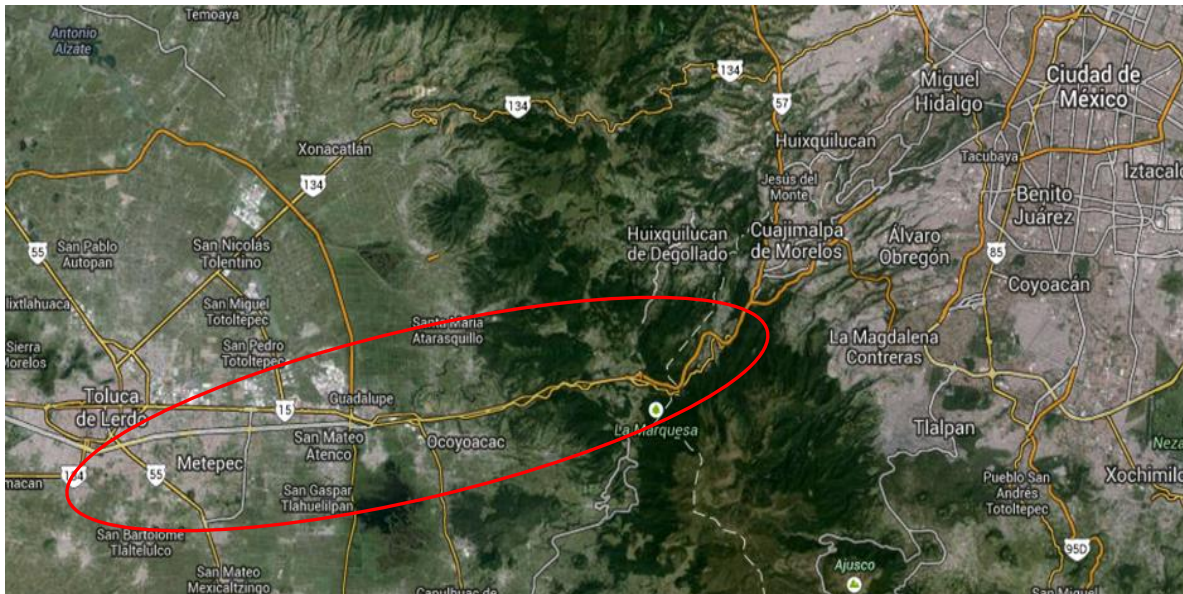 Temoaya
Antonio
Alzate
134
134
57
Miguel
Hidalgo
Ciudad de
México
Xonacatlán
Huixquilucan
Tacubaya
134
Jesús del
Monte
Benito
Juárez
55
San Pablo
Autopan
San Nicolás
Tolentino
Huixquilucan
de Degollado
Cuajimalpa
de Morelos
Álvaro
Obregón
85
Coyoacán
San Miguel
Totoltepec
Santa María
Atarasquillo
Sierra
Morelos
San Pedro
Totoltepec
La Magdalena
Contreras
Toluca
de Lerdo
15
Guadalupe
La Marquesa
Tlalpan
San Mateo
Atenco
Ocoyoacac
Metepec
55
San Gaspar
Tlahuelilpan
Pueblo San
Andrés
Totoltepec
San Bartolomé
Tlaltelulco
95D
San Mateo
Mexicaltzingo
Ajusco
San Miguel